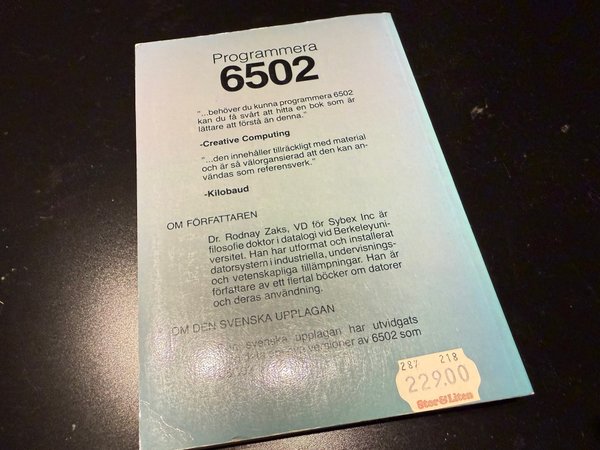 Programmera
6502
"...behöver du kunna programmera 6502
kan du få svårt att hitta en bok som är
lättare att förstå än denna."
-Creative Computing
"...den innehåller tillräckligt med material
och är så välorgansierad att den kan an-
vändas som referensverk."
-Kilobaud
OM FÖRFATTAREN
Dr. Rodnay Zaks, VD för Sybex Inc är
filosofie doktor i datalogi vid Berkeleyuni-
versitet. Han har utformat och installerat
datorsystem i industriella, undervisnings-
och vetenskapliga tillämpningar. Han är
författare av ett flertal böcker om datorer
och deras användning.
OM DEN SVENSKA UPPLAGAN
svenska upplagan har utvidgats
versioner av 6502 som
287 218
229.00
Stor&Liten